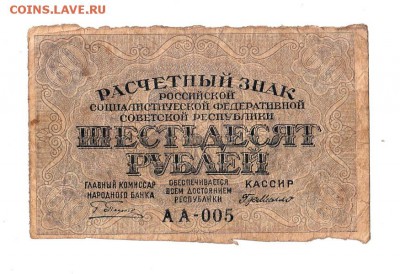 COINS.LAVE.RU
РАСЧЕТНЫЙ ЗНАК
РОССИЙСКОЙ
СОЦИАЛИСТИЧЕСКОЙ ФЕДЕРАТИВНОЙ
СОВЕТСКОЙ РЕСПУБЛИКИ
ШЕСТЬДЕСЯТ
РУБЛЕЙ
ГЛАВНЫЙ КОМИССАР
НАРОДНОГО БАНКА
ОБЕСПЕЧИВАЕТСЯ
ВСЕМ ДОСТОЯНИЕМ
РЕСПУБЛИКИ
КАССИР
АА-005